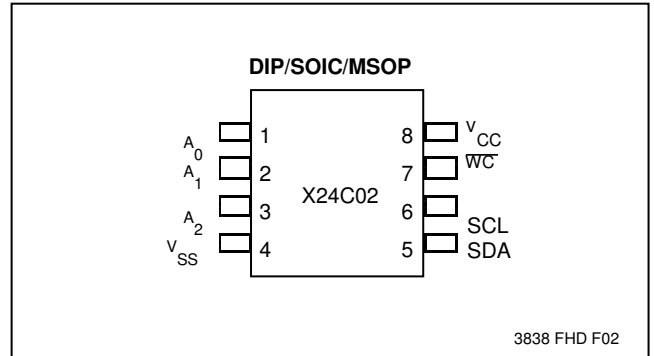 DIP/SOIC/MSOP
A0 1 8 VCC
A1 2 7 W̅C̅
X24C02
A2 3 6 SCL
VSS 4 5 SDA
3838 FHD F02